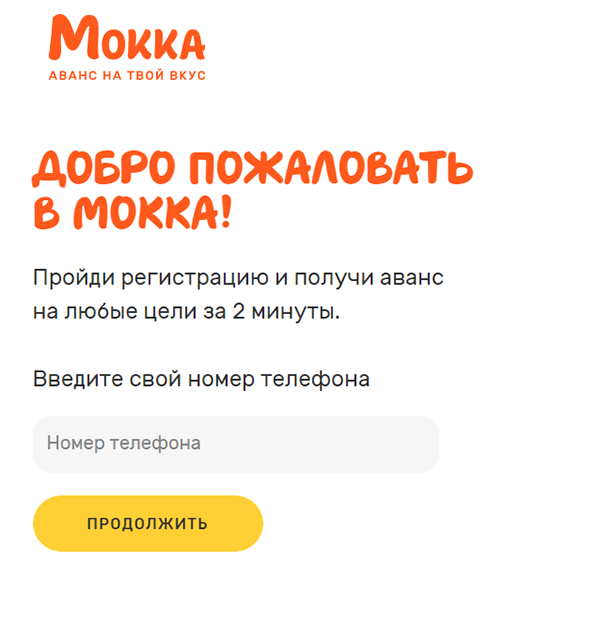 МОККА
АВАНС НА ТВОЙ ВКУС
ДОБРО ПОЖАЛОВАТЬ
В МОККА!
Пройди регистрацию и получи аванс
на любые цели за 2 минуты.
Введите свой номер телефона
Номер телефона
ПРОДОЛЖИТЬ